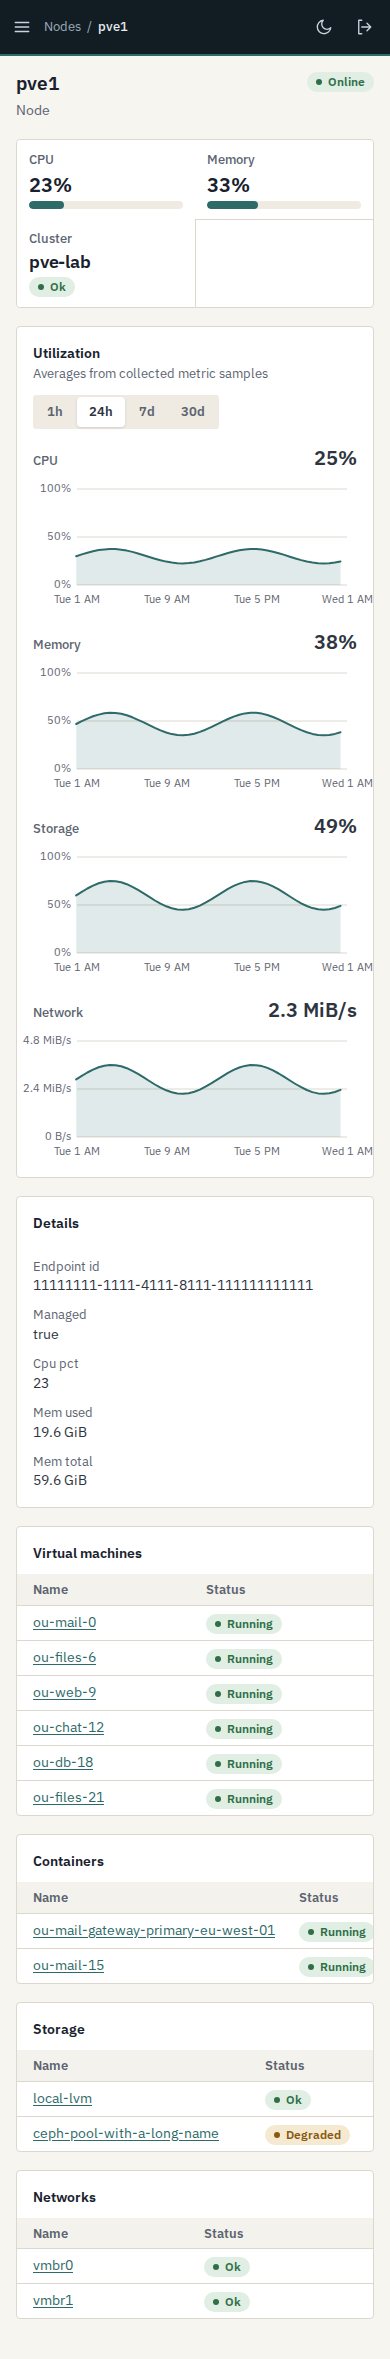 Nodes / pve1
pve1
Online
Node
CPU
Memory
23%
33%
Cluster
pve-lab
Ok
Utilization
Averages from collected metric samples
1h 24h 7d 30d
CPU 25%
100%
50%
0%
Tue 1 AM Tue 9 AM Tue 5 PM Wed 1 AM
Memory 38%
100%
50%
0%
Tue 1 AM Tue 9 AM Tue 5 PM Wed 1 AM
Storage 49%
100%
50%
0%
Tue 1 AM Tue 9 AM Tue 5 PM Wed 1 AM
Network 2.3 MiB/s
4.8 MiB/s
2.4 MiB/s
0 B/s
Tue 1 AM Tue 9 AM Tue 5 PM Wed 1 AM
Details
Endpoint id
11111111-1111-4111-8111-111111111111
Managed
true
Cpu pct
23
Mem used
19.6 GiB
Mem total
59.6 GiB
Virtual machines
Name Status
ou-mail-0 Running
ou-files-6 Running
ou-web-9 Running
ou-chat-12 Running
ou-db-18 Running
ou-files-21 Running
Containers
Name Status
ou-mail-gateway-primary-eu-west-01 Running
ou-mail-15 Running
Storage
Name Status
local-lvm Ok
ceph-pool-with-a-long-name Degraded
Networks
Name Status
vmbr0 Ok
vmbr1 Ok